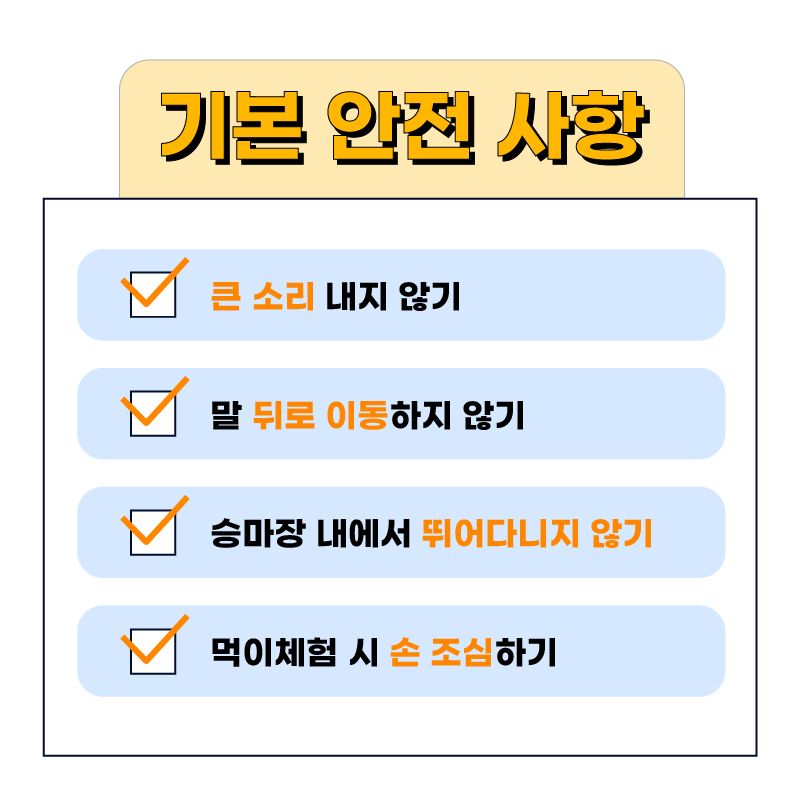 기본 안전 사항
큰 소리 내지 않기
말 뒤로 이동하지 않기
승마장 내에서 뛰어다니지 않기
먹이체험 시 손 조심하기